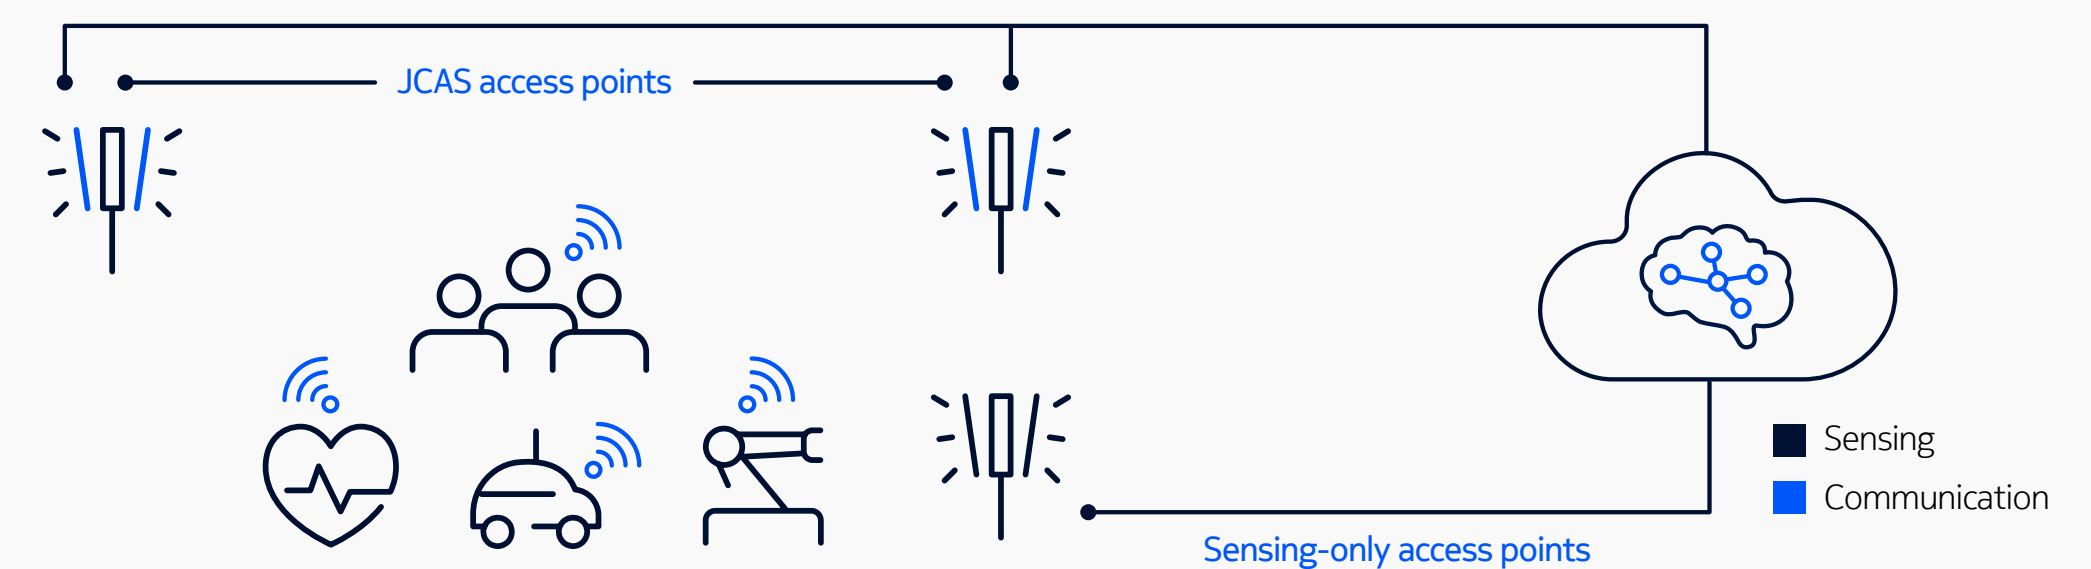 JCAS access points
Sensing
Communication
Sensing-only access points